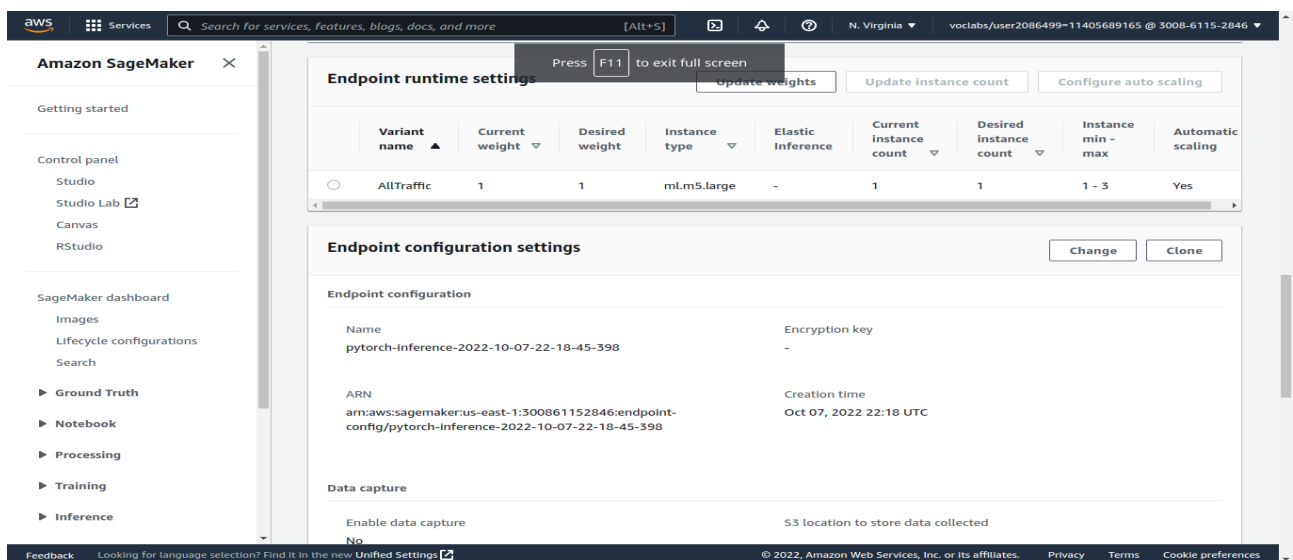 aws
Services
Search for services, features, blogs, docs, and more
[Alt+S]
N. Virginia
voclabs/user2086499=11405689165 @ 3008-6115-2846
Amazon SageMaker
Getting started
Control panel
Studio
Studio Lab
Canvas
RStudio
SageMaker dashboard
Images
Lifecycle configurations
Search
Ground Truth
Notebook
Processing
Training
Inference
Press F11 to exit full screen
Endpoint runtime settings
Update weights
Update instance count
Configure auto scaling
Variant name
Current weight
Desired weight
Instance type
Elastic Inference
Current instance count
Desired instance count
Instance min - max
Automatic scaling
AllTraffic 1 1 ml.m5.large - 1 1 1 - 3 Yes
Endpoint configuration settings
Change
Clone
Endpoint configuration
Name
pytorch-inference-2022-10-07-22-18-45-398
Encryption key
-
ARN
arn:aws:sagemaker:us-east-1:300861152846:endpoint-
config/pytorch-inference-2022-10-07-22-18-45-398
Creation time
Oct 07, 2022 22:18 UTC
Data capture
Enable data capture
No
S3 location to store data collected
Feedback
Looking for language selection? Find it in the new Unified Settings
© 2022, Amazon Web Services, Inc. or its affiliates.
Privacy
Terms
Cookie preferences